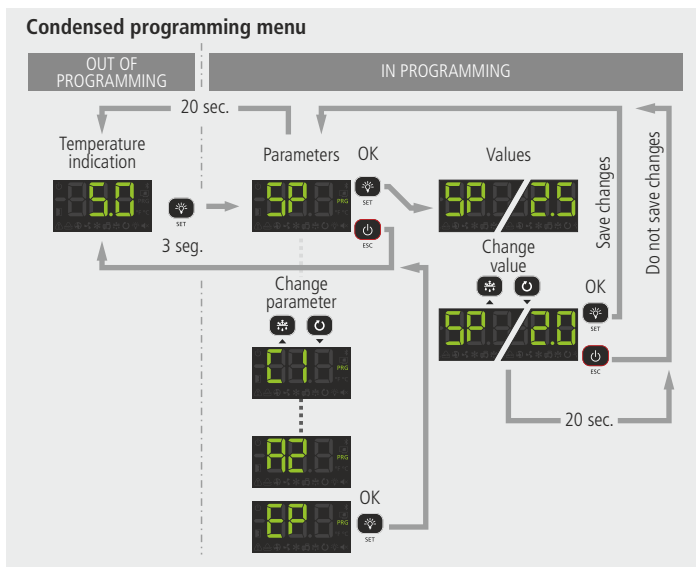 Condensed programming menu
OUT OF
PROGRAMMING
IN PROGRAMMING
20 sec.
Temperature
indication
Parameters
OK
Values
5.0
SET
3 seg.
SP
PRG
SET
ESC
SP
2.5
Save changes
Do not save changes
Change
value
Change
parameter
SP
2.0
OK
SET
ESC
C1
PRG
20 sec.
A2
PRG
EP
PRG
OK
SET